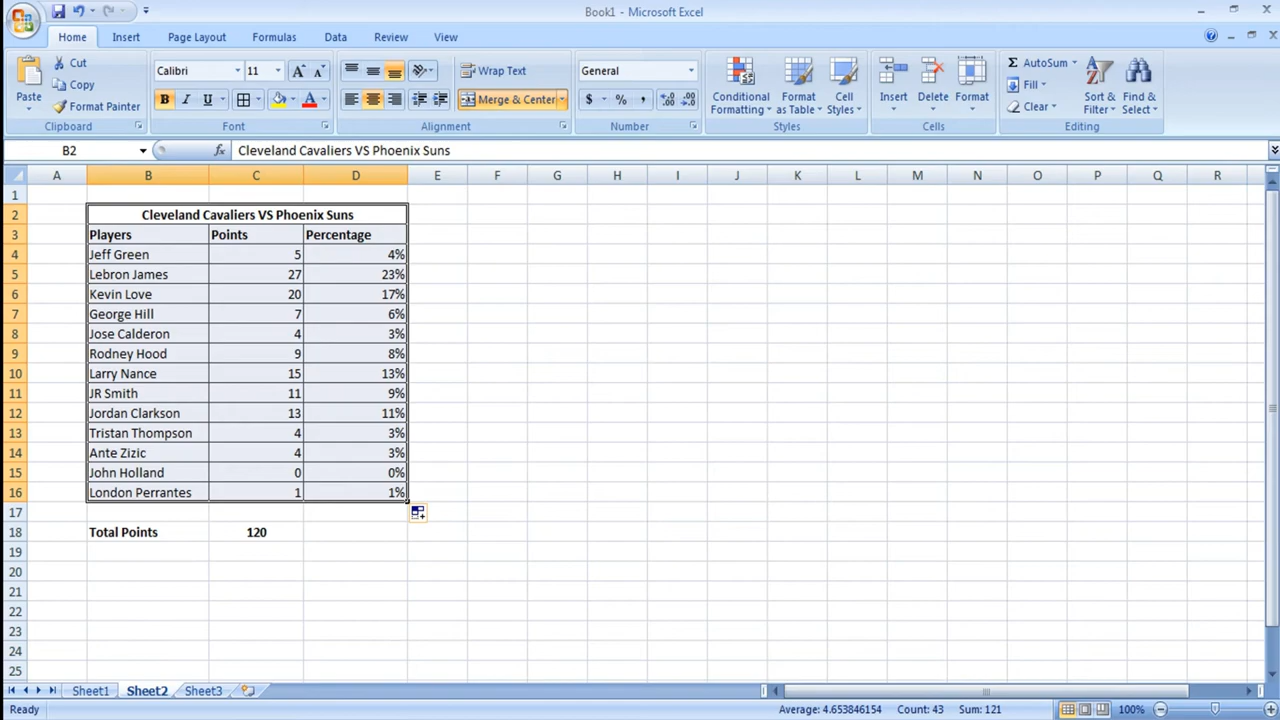 Book1 - Microsoft Excel
Home Insert Page Layout Formulas Data Review View
Paste
Cut
Copy
Format Painter
Clipboard
Calibri 11
B I U
Font
Wrap Text
Merge & Center
Alignment
General
$ % ,
Number
Conditional Formatting
Format as Table
Cell Styles
Styles
Insert Delete Format
Cells
Σ AutoSum
Fill
Clear
Sort & Filter
Find & Select
Editing
B2 fx Cleveland Cavaliers VS Phoenix Suns
A B C D E F G H I J K L M N O P Q R
1
2 Cleveland Cavaliers VS Phoenix Suns
3 Players Points Percentage
4 Jeff Green 5 4%
5 Lebron James 27 23%
6 Kevin Love 20 17%
7 George Hill 7 6%
8 Jose Calderon 4 3%
9 Rodney Hood 9 8%
10 Larry Nance 15 13%
11 JR Smith 11 9%
12 Jordan Clarkson 13 11%
13 Tristan Thompson 4 3%
14 Ante Zizic 4 3%
15 John Holland 0 0%
16 London Perrantes 1 1%
17
18 Total Points 120
19
20
21
22
23
24
25
Sheet1 Sheet2 Sheet3
Ready Average: 4.653846154 Count: 43 Sum: 121 100%